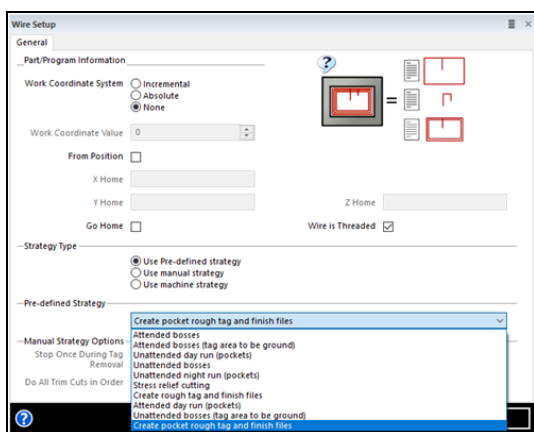 Wire Setup
General
Part/Program Information
Work Coordinate System
Incremental
Absolute
None
Work Coordinate Value
0
From Position
X Home
Y Home
Z Home
Go Home
Wire is Threaded
Strategy Type
Use Pre-defined strategy
Use manual strategy
Use machine strategy
Pre-defined Strategy
Create pocket rough tag and finish files
Manual Strategy Options
Stop Once During Tag
Removal
Do All Trim Cuts in Order
Attended bosses
Attended bosses (tag area to be ground)
Unattended day run (pockets)
Unattended bosses
Unattended night run (pockets)
Stress relief cutting
Create rough tag and finish files
Attended day run (pockets)
Unattended bosses (tag area to be ground)
Create pocket rough tag and finish files